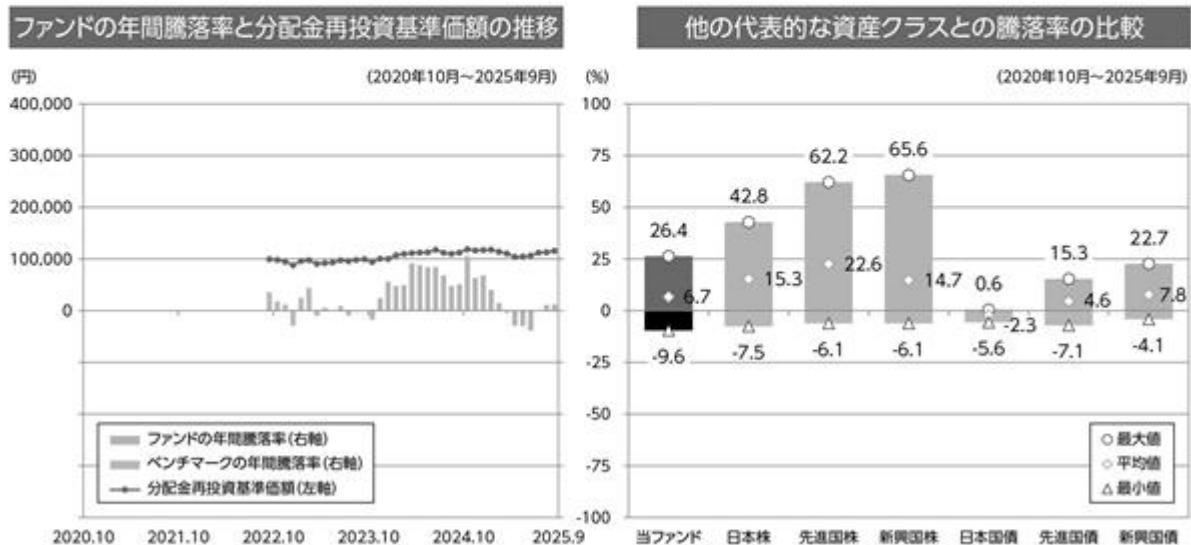 ファンドの年間騰落率と分配金再投資基準価額の推移
(円)
(2020年10月～2025年9月)
400,000
300,000
200,000
100,000
0
ファンドの年間騰落率(右軸)
ベンチマークの年間騰落率(右軸)
分配金再投資基準価額(左軸)
2020.10 2021.10 2022.10 2023.10 2024.10 2025.9
他の代表的な資産クラスとの騰落率の比較
(%)
(2020年10月～2025年9月)
100
75
50
25
0
-25
-50
-75
-100
26.4 42.8 62.2 65.6 0.6 15.3 22.7
6.7 15.3 22.6 14.7 -2.3 4.6 7.8
-9.6 -7.5 -6.1 -6.1 -5.6 -7.1 -4.1
最大値
平均値
最小値
当ファンド 日本株 先進国株 新興国株 日本国債 先進国債 新興国債